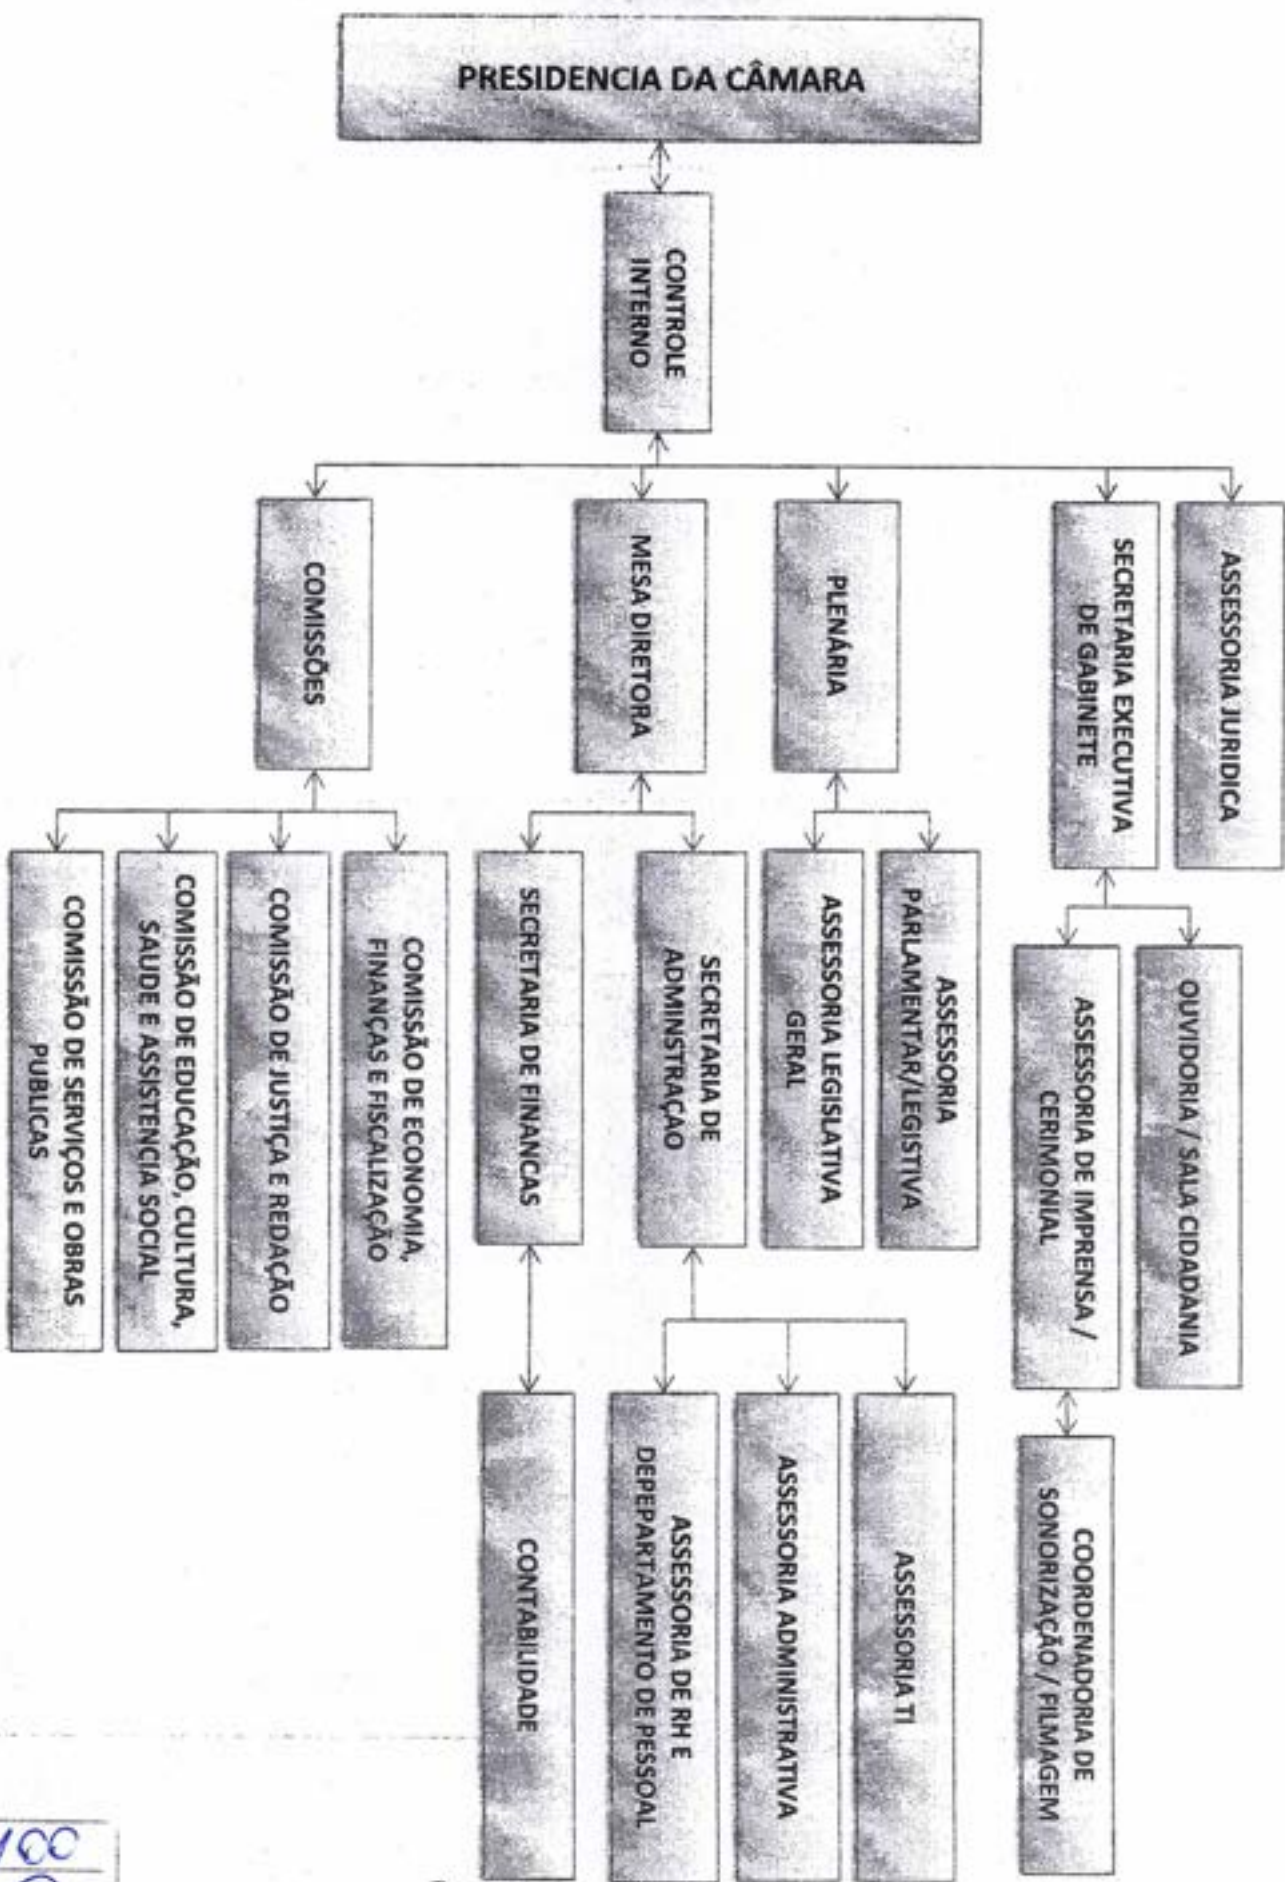 PRESIDENCIA DA CÂMARA
CONTROLE
INTERNO
ASSESSORIA JURIDICA
SECRETARIA EXECUTIVA
DE GABINETE
PLENÁRIA
MESA DIRETORA
COMISSÕES
OUVIDORIA / SALA CIDADANIA
ASSESSORIA DE IMPRENSA /
CERIMONIAL
COORDENADORIA DE
SONORIZAÇÃO / FILMAGEM
ASSESSORIA
PARLAMENTAR/LEGISTIVA
ASSESSORIA LEGISLATIVA
GERAL
SECRETARIA DE
ADMINSTRAÇAO
SECRETARIA DE FINANCAS
ASSESSORIA TI
ASSESSORIA ADMINISTRATIVA
ASSESSORIA DE RH E
DEPEPARTAMENTO DE PESSOAL
CONTABILIDADE
COMISSÃO DE ECONOMIA,
FINANÇAS E FISCALIZAÇÃO
COMISSÃO DE JUSTIÇA E REDAÇÃO
COMISSÃO DE EDUCAÇÃO, CULTURA,
SAUDE E ASSISTENCIA SOCIAL
COMISSÃO DE SERVIÇOS E OBRAS
PUBLICAS